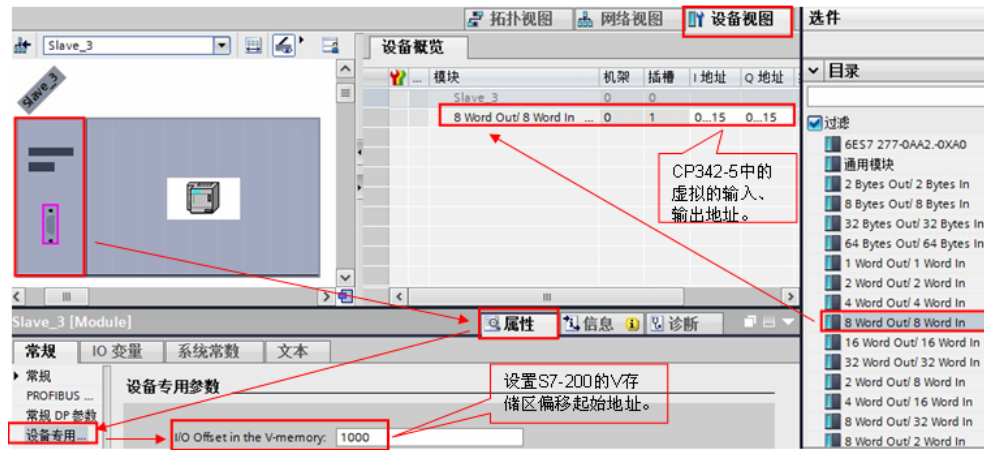 拓扑视图 网络视图 设备视图 选件
Slave_3
设备概览
目录
slave_3
... 模块 机架 插槽 I 地址 Q 地址
Slave_3 0 0
8 Word Out/ 8 Word In ... 0 1 0...15 0...15
过滤
6ES7 277-0AA2.-0XA0
通用模块
2 Bytes Out/ 2 Bytes In
8 Bytes Out/ 8 Bytes In
32 Bytes Out/ 32 Bytes In
64 Bytes Out/ 64 Bytes In
1 Word Out/ 1 Word In
2 Word Out/ 2 Word In
4 Word Out/ 4 Word In
8 Word Out/ 8 Word In
16 Word Out/ 16 Word In
32 Word Out/ 32 Word In
2 Word Out/ 8 Word In
4 Word Out/ 16 Word In
8 Word Out/ 32 Word In
8 Word Out/ 2 Word In
CP342-5中的
虚拟的输入、
输出地址。
Slave_3 [Module]
属性 信息 诊断
常规 IO 变量 系统常数 文本
常规
PROFIBUS ...
常规 DP 参数
设备专用...
设备专用参数
I/O Offset in the V-memory: 1000
设置S7-200的V存
储区偏移起始地址。